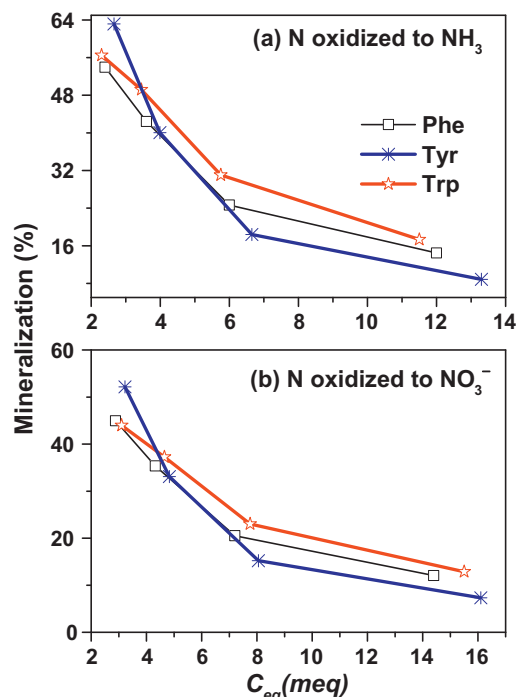 (a) N oxidized to NH₃
Phe
Tyr
Trp
64
48
32
16
2 4 6 8 10 12 14
Mineralization (%)
(b) N oxidized to NO₃⁻
60
40
20
0
2 4 6 8 10 12 14 16
C_eq(meq)